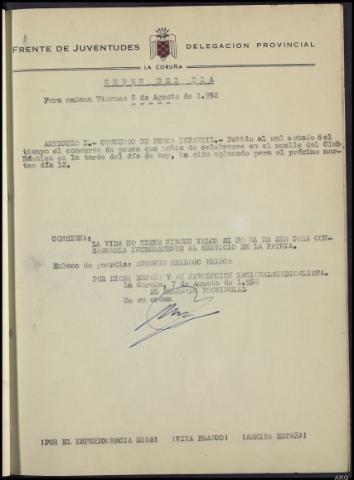 FRENTE DE JUVENTUDES DELEGACION PROVINCIAL
LA CORUÑA
ORDEN DEL DIA
Para mañana Viernes 8 de Agosto de 1.952
ARTICULO I.- CONCURSO DE PESCA INFANTIL.- Debido al mal estado del
tiempo el concurso de pesca que habia de celebrarse en el muelle del Club
Náutico en la tarde del día de hoy, ha sido aplazado para el próximo mar-
tes día 12.
CONSIGNA: LA VIDA NO TIENE NINGUN VALOR SI NO HA DE SER PARA CON-
SAGRARLA INTEGRAMENTE AL SERVICIO DE LA PATRIA.
Enlace de guardia: ANTONIO
POR DIOS, ESPAÑA Y SU REVOLUCION NACIONALSINDICALISTA.
La Coruña, 7 de Agosto de 1.952
EL DELEGADO PROVINCIAL
De su orden
¡POR EL IMPERIO HACIA DIOS! ¡VIVA FRANCO! ¡ARRIBA ESPAÑA!
ARG